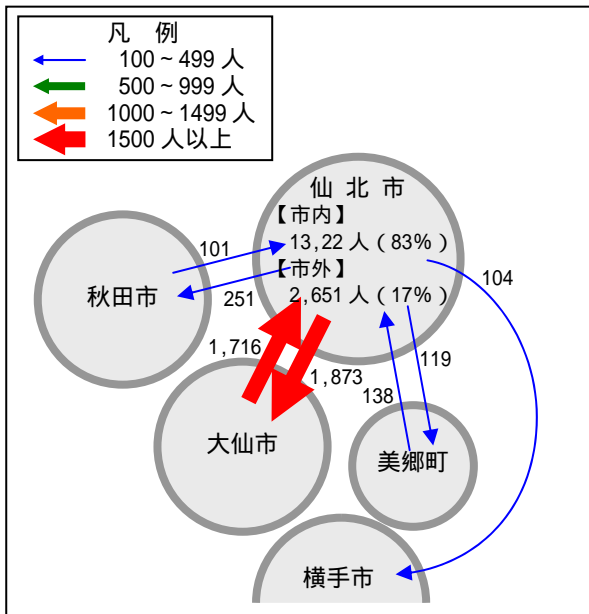 凡 例
100～499 人
500～999 人
1000～1499 人
1500 人以上
仙 北 市
【市内】
13,22 人（83%）
【市外】
2,651 人（17%）
101
251
秋田市
104
1,716
1,873
119
138
大仙市
美郷町
横手市